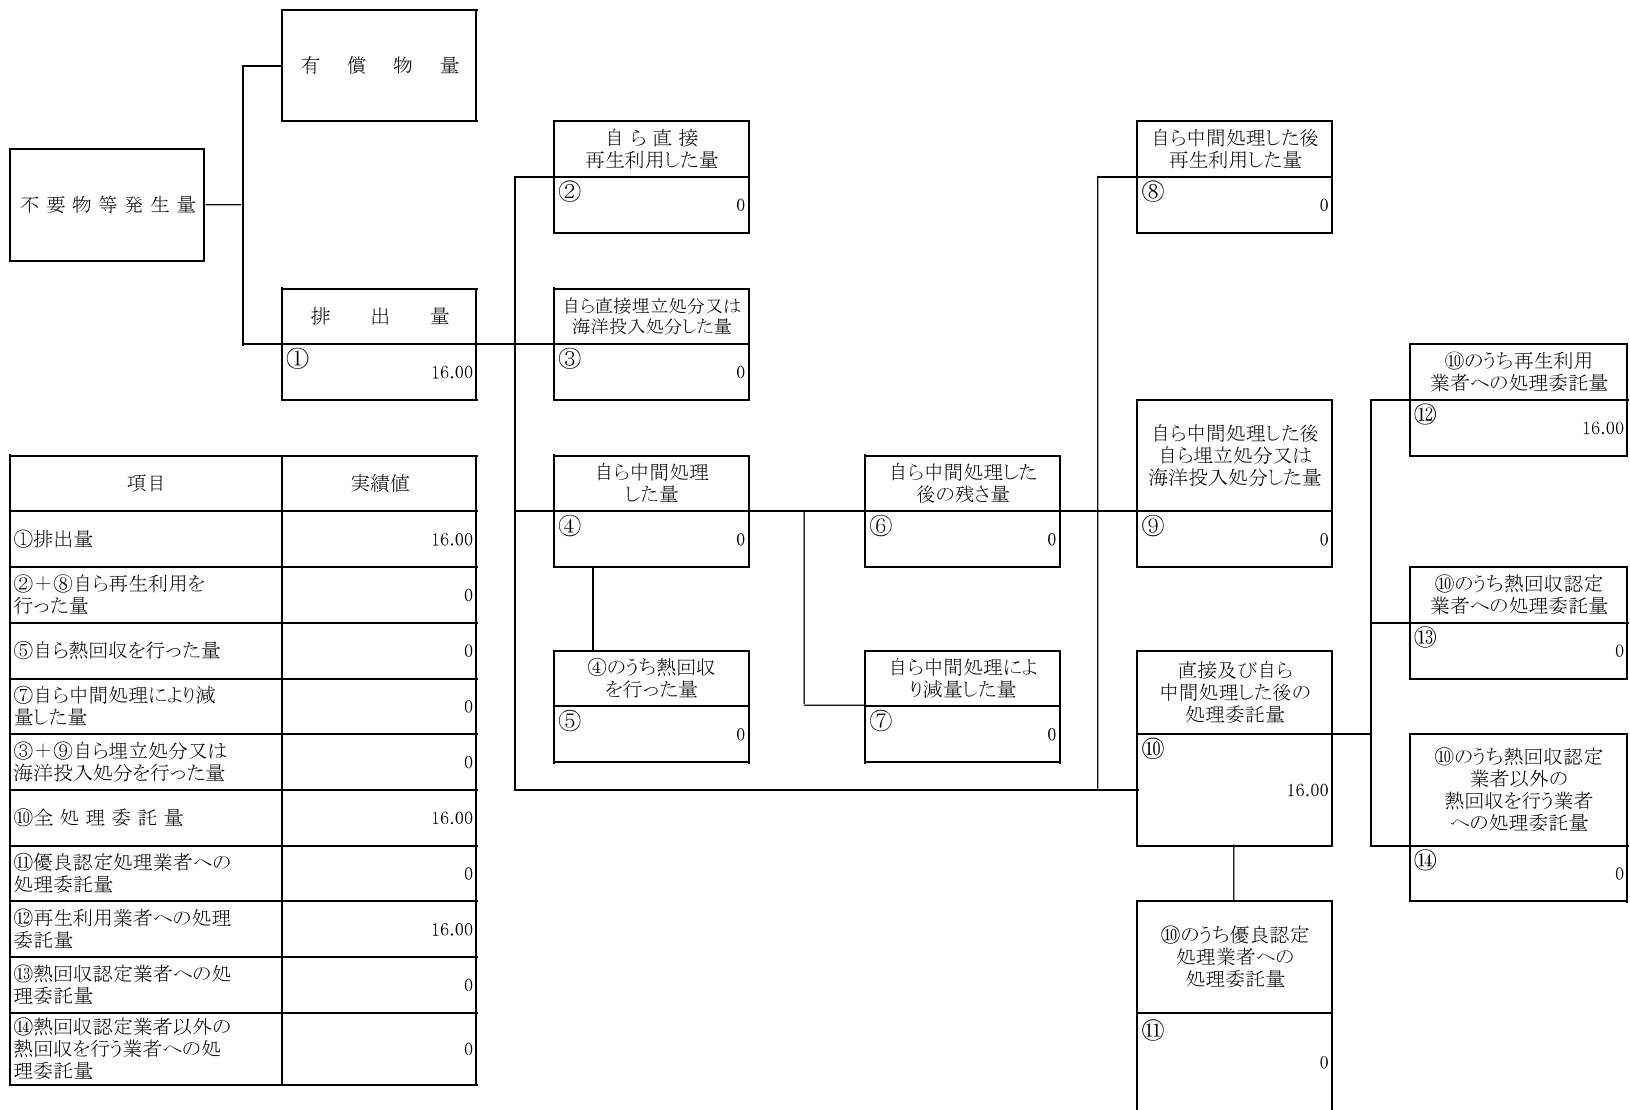 有償物量
不要物等発生量
排出量
①
16.00
自ら直接
再生利用した量
②
0
自ら直接埋立処分又は
海洋投入処分した量
③
0
自ら中間処理
した量
④
0
④のうち熱回収
を行った量
⑤
0
自ら中間処理した
後の残さ量
⑥
0
自ら中間処理によ
り減量した量
⑦
0
自ら中間処理した後
再生利用した量
⑧
0
自ら中間処理した後
自ら埋立処分又は
海洋投入処分した量
⑨
0
直接及び自ら
中間処理した後の
処理委託量
⑩
16.00
⑩のうち優良認定
処理業者への
処理委託量
⑪
0
⑩のうち再生利用
業者への処理委託量
⑫
16.00
⑩のうち熱回収認定
業者への処理委託量
⑬
0
⑩のうち熱回収認定
業者以外の
熱回収を行う業者
への処理委託量
⑭
0
項目 実績値
①排出量 16.00
②＋⑧自ら再生利用を
行った量 0
⑤自ら熱回収を行った量 0
⑦自ら中間処理により減
量した量 0
③＋⑨自ら埋立処分又は
海洋投入処分を行った量 0
⑩全処理委託量 16.00
⑪優良認定処理業者への
処理委託量 0
⑫再生利用業者への処理
委託量 16.00
⑬熱回収認定業者への処
理委託量 0
⑭熱回収認定業者以外の
熱回収を行う業者への処
理委託量 0